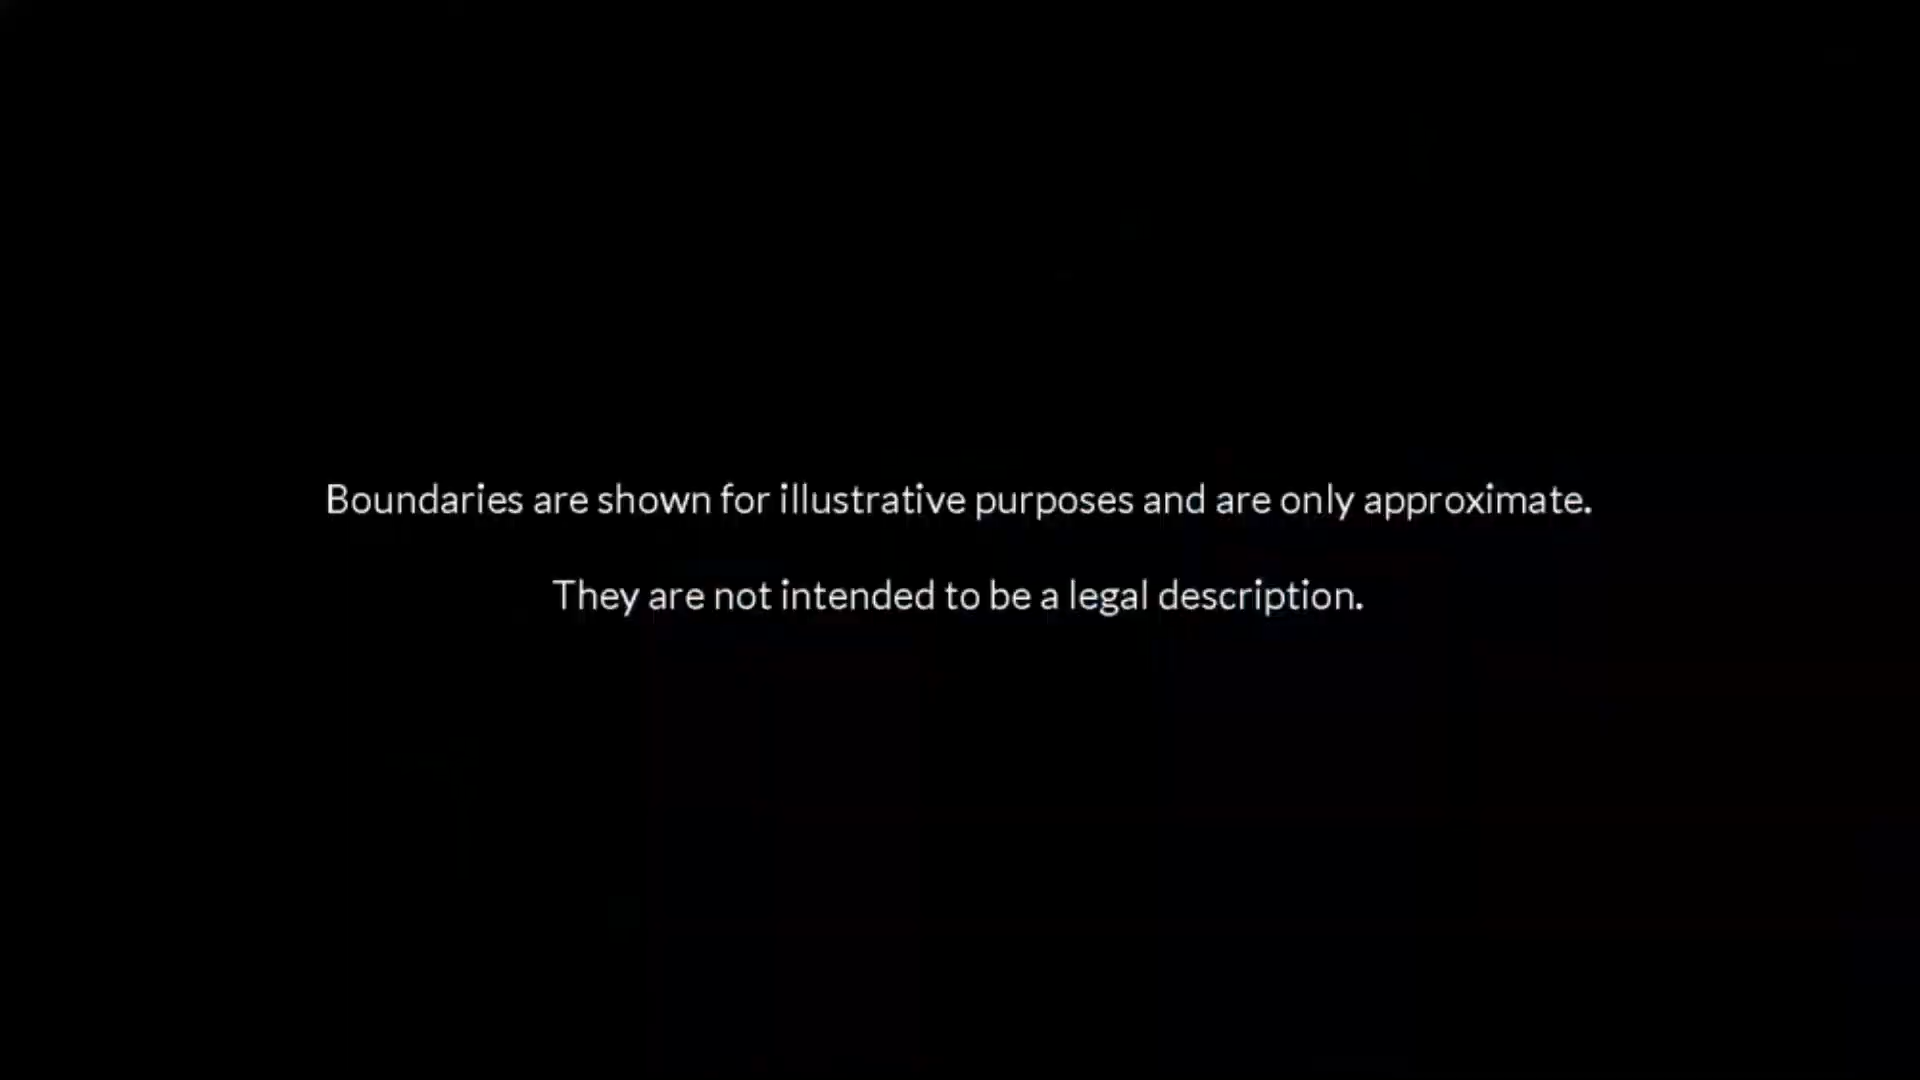 Boundaries are shown for illustrative purposes and are only approximate.
They are not intended to be a legal description.